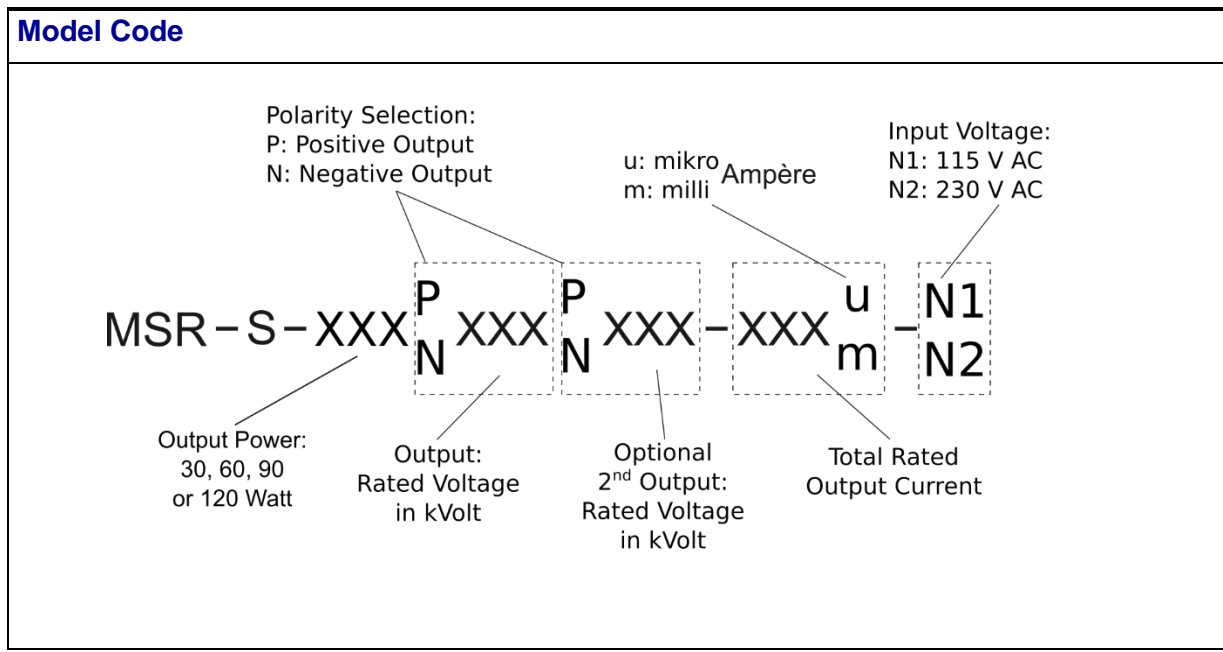 Model Code
Polarity Selection:
P: Positive Output
N: Negative Output
u: mikro
m: milli
Ampère
Input Voltage:
N1: 115 V AC
N2: 230 V AC
MSR – S – XXX P N XXX P N XXX – XXX u m – N1 N2
Output Power:
30, 60, 90
or 120 Watt
Output:
Rated Voltage
in kVolt
Optional
2nd Output:
Rated Voltage
in kVolt
Total Rated
Output Current